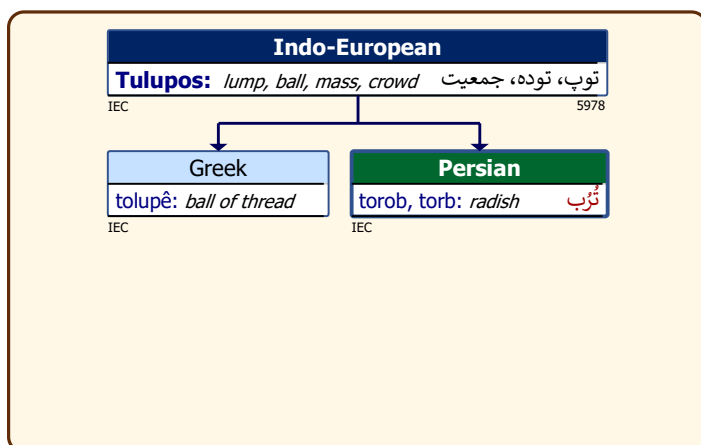 Indo-European
Tulupos: lump, ball, mass, crowd توپ، توده، جمعیت
IEC 5978
Greek
tolupê: ball of thread
IEC
Persian
torob, torb: radish تُرُب
IEC